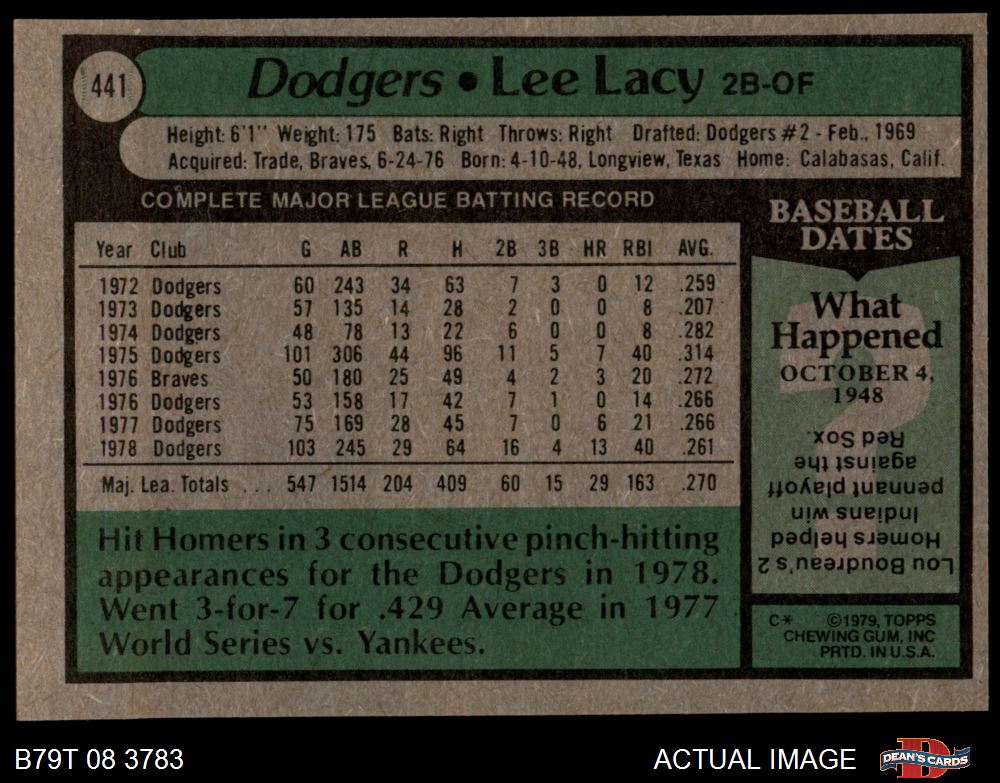 441
Dodgers • Lee Lacy 2B-OF
Height: 6'1" Weight: 175 Bats: Right Throws: Right Drafted: Dodgers #2 - Feb., 1969
Acquired: Trade, Braves, 6-24-76 Born: 4-10-48, Longview, Texas Home: Calabasas, Calif.
COMPLETE MAJOR LEAGUE BATTING RECORD
Year Club G AB R H 2B 3B HR RBI AVG.
1972 Dodgers 60 243 34 63 7 3 0 12 .259
1973 Dodgers 57 135 14 28 2 0 0 8 .207
1974 Dodgers 48 78 13 22 6 0 0 8 .282
1975 Dodgers 101 306 44 96 11 5 7 40 .314
1976 Braves 50 180 25 49 4 2 3 20 .272
1976 Dodgers 53 158 17 42 7 1 0 14 .266
1977 Dodgers 75 169 28 45 7 0 6 21 .266
1978 Dodgers 103 245 29 64 16 4 13 40 .261
Maj. Lea. Totals ... 547 1514 204 409 60 15 29 163 .270
Hit Homers in 3 consecutive pinch-hitting
appearances for the Dodgers in 1978.
Went 3-for-7 for .429 Average in 1977
World Series vs. Yankees.
BASEBALL
DATES
What
Happened
OCTOBER 4,
1948
?
Lou Boudreau's 2
Homers helped
Indians win
pennant playoff
against the
Red Sox.
C* ©1979, TOPPS
CHEWING GUM, INC
PRTD. IN U.S.A.
B79T 08 3783
ACTUAL IMAGE
D
DEAN'S CARDS